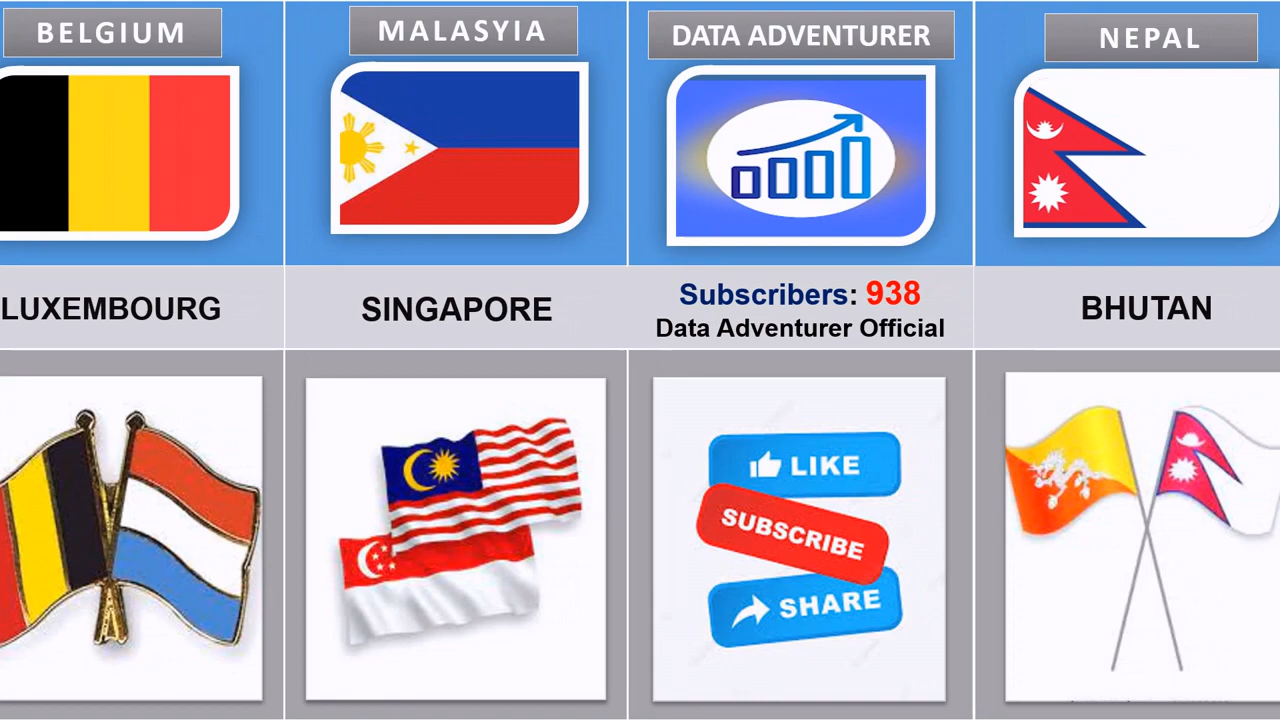 BELGIUM
MALASYIA
DATA ADVENTURER
NEPAL
LUXEMBOURG
SINGAPORE
Subscribers: 938
Data Adventurer Official
BHUTAN
LIKE
SUBSCRIBE
SHARE